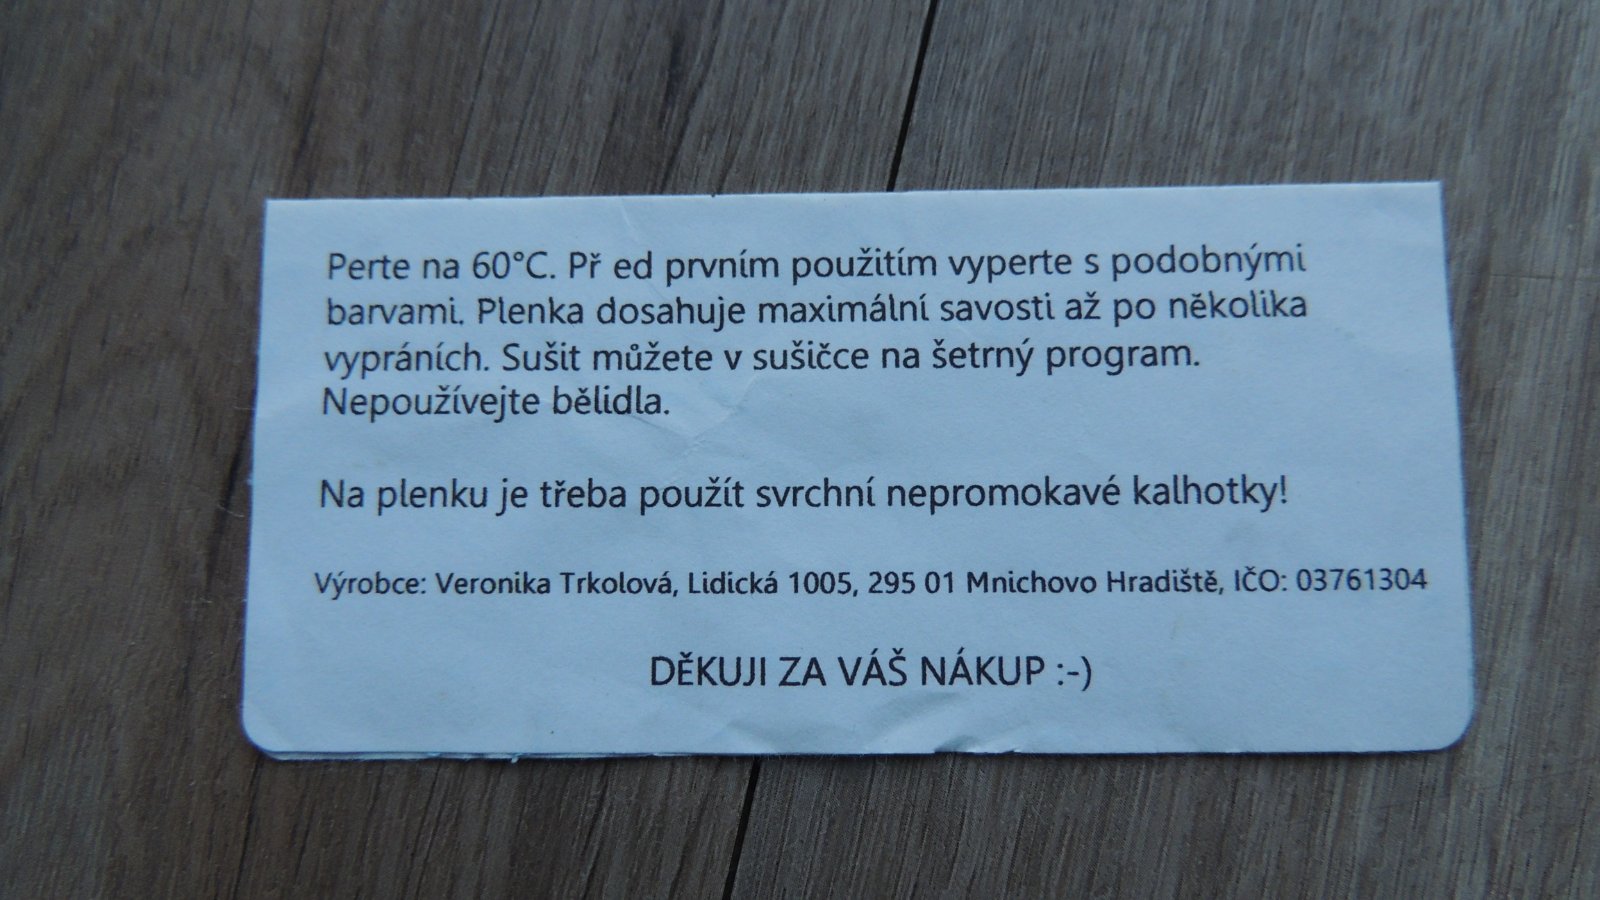 Perte na 60°C. Př ed prvním použitím vyperte s podobnými
barvami. Plenka dosahuje maximální savosti až po několika
vypráních. Sušit můžete v sušičce na šetrný program.
Nepoužívejte bělidla.
Na plenku je třeba použít svrchní nepromokavé kalhotky!
Výrobce: Veronika Trkolová, Lidická 1005, 295 01 Mnichovo Hradiště, IČO: 03761304
DĚKUJI ZA VÁŠ NÁKUP :-)